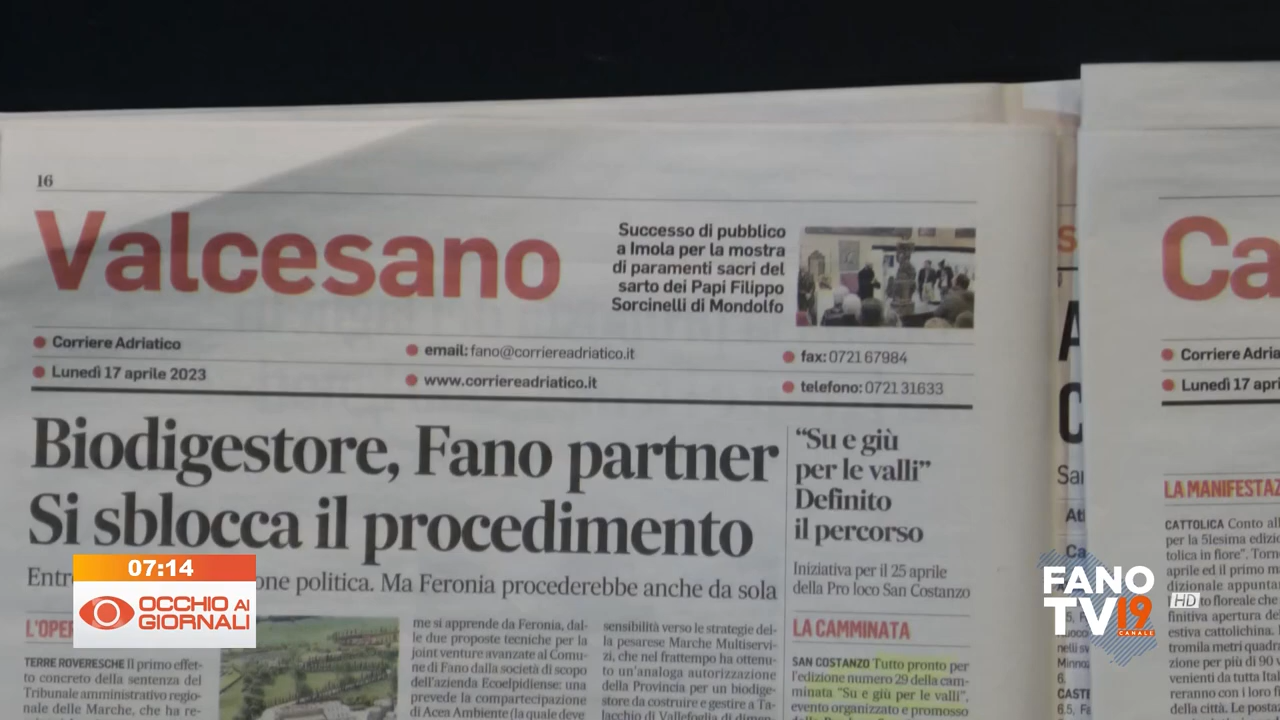 16
Valcesano
Successo di pubblico
a Imola per la mostra
di paramenti sacri del
sarto dei Papi Filippo
Sorcinelli di Mondolfo
Corriere Adriatico
Lunedì 17 aprile 2023
email: fano@corriereadriatico.it
www.corriereadriatico.it
fax: 0721 67984
telefono: 0721 31633
Biodigestore, Fano partner
Si sblocca il procedimento
Entr
one politica. Ma Feronia procederebbe anche da sola
L'OPER
TERRE ROVERESCHE Il primo effet-
to concreto della sentenza del
Tribunale amministrativo regio-
nale delle Marche, che ha re-
me si apprende da Feronia, dal-
le due proposte tecniche per la
joint venture avanzate al Comu-
ne di Fano dalla società di scopo
dell'azienda Ecoelpidiense: una
prevede la compartecipazione
di Acea Ambiente (la quale deve
sensibilità verso le strategie del-
la pesarese Marche Multiservi-
zi, che nel frattempo ha ottenu-
to un'analoga autorizzazione
della Provincia per un biodige-
store da costruire e gestire a Ta-
lacchio di Vallefoglia di dimen-
"Su e giù
per le valli"
Definito
il percorso
Iniziativa per il 25 aprile
della Pro loco San Costanzo
LA CAMMINATA
SAN COSTANZO Tutto pronto per
l'edizione numero 29 della cam-
minata "Su e giù per le valli",
evento organizzato e promosso
Ca
Corriere Adria
Lunedì 17 apri
LA MANIFESTAZ
CATTOLICA Conto all
per la 51esima edizio
tolica in fiore". Torn
aprile ed il primo m
dizionale appunta
to floreale che
finitiva apertura de
estiva cattolichina.
tromila metri quadr
zione per più di 90 v
venienti da tutta Ital
reranno con i loro f
della città. Le posta
07:14
OCCHIO AI
GIORNALI
FANO
TV19
CANALE
HD